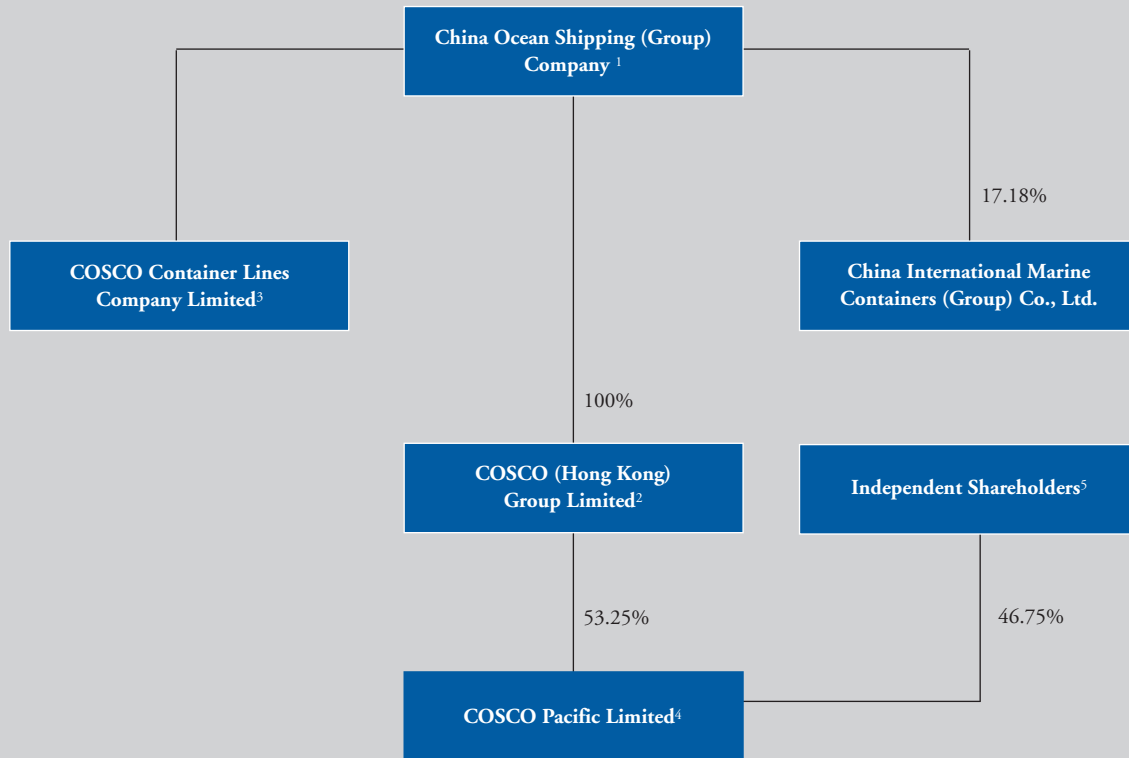 China Ocean Shipping (Group)
Company ¹
17.18%
COSCO Container Lines
Company Limited³
China International Marine
Containers (Group) Co., Ltd.
100%
COSCO (Hong Kong)
Group Limited²
Independent Shareholders⁵
53.25%
46.75%
COSCO Pacific Limited⁴